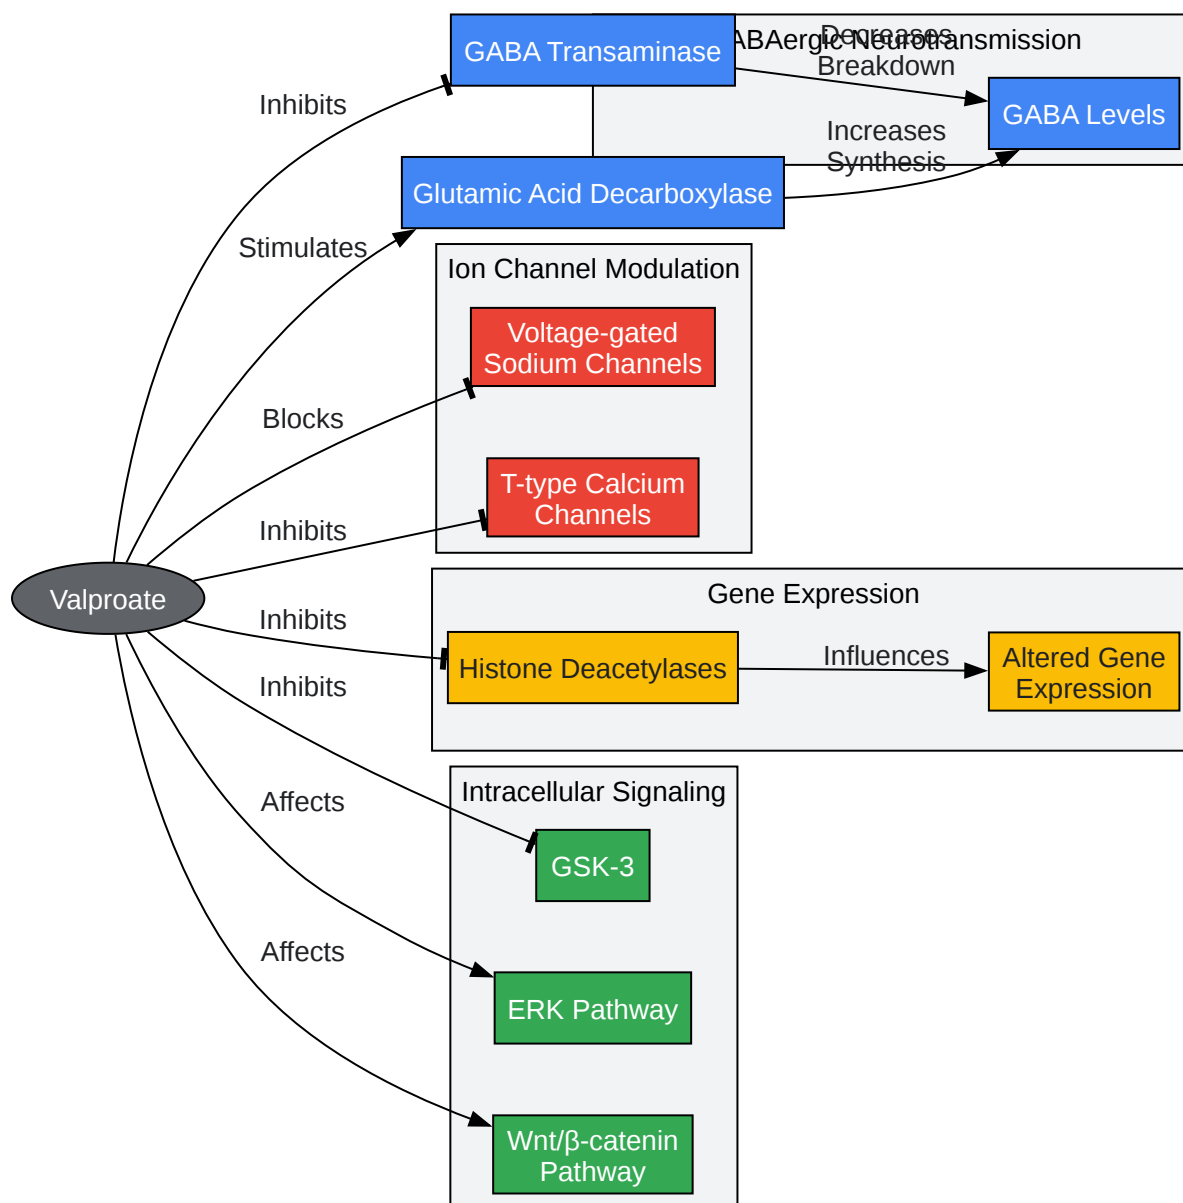 GABA Transaminase
ABAergic Neurotransmission
Decreases
Breakdown
GABA Levels
Inhibits
Increases
Synthesis
Glutamic Acid Decarboxylase
Stimulates
Ion Channel Modulation
Voltage-gated
Sodium Channels
Blocks
T-type Calcium
Channels
Inhibits
Valproate
Gene Expression
Inhibits
Histone Deacetylases
Influences
Altered Gene
Expression
Inhibits
Intracellular Signaling
Affects
GSK-3
Affects
ERK Pathway
Wnt/β-catenin
Pathway